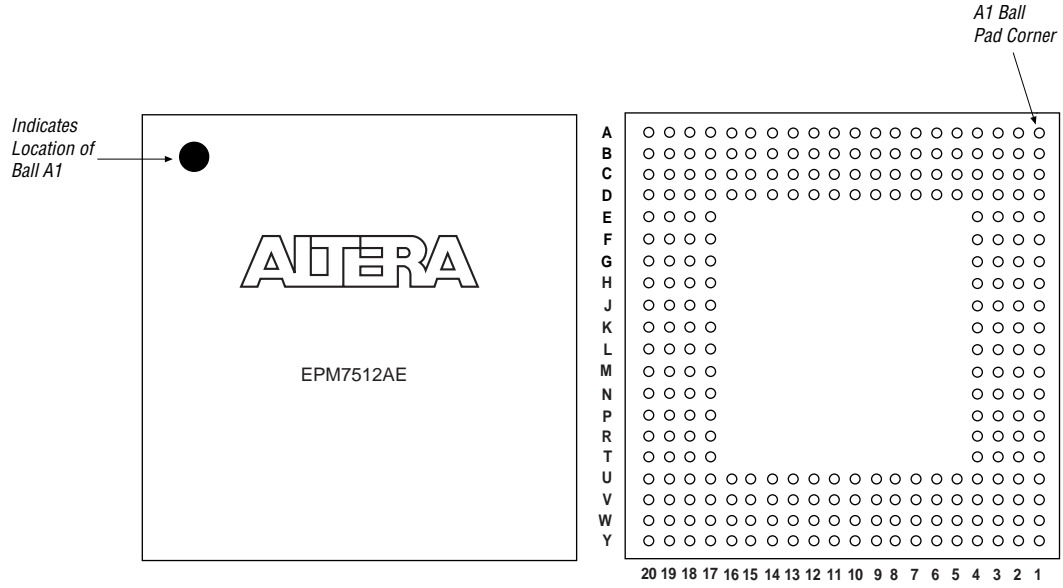 A1 Ball
Pad Corner
Indicates
Location of
Ball A1
ALTERA
EPM7512AE
A
B
C
D
E
F
G
H
J
K
L
M
N
P
R
T
U
V
W
Y
20 19 18 17 16 15 14 13 12 11 10 9 8 7 6 5 4 3 2 1